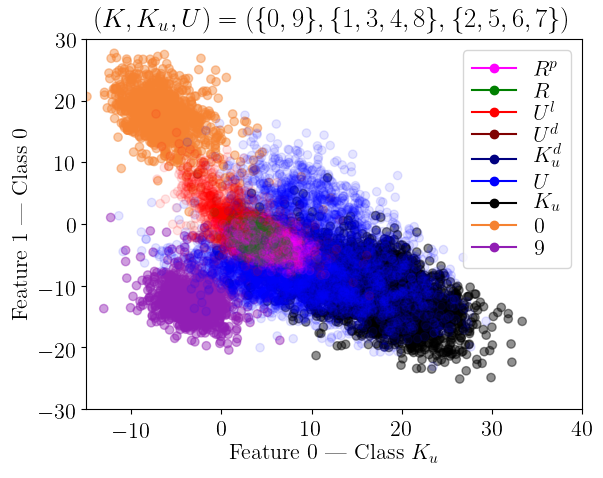 (K, K_u, U) = ({0, 9}, {1, 3, 4, 8}, {2, 5, 6, 7})
30
20
10
0
−10
−20
−30
Feature 1 — Class 0
R^p
R
U^l
U^d
K_u^d
U
K_u
0
9
−10
0
10
20
30
40
Feature 0 — Class K_u